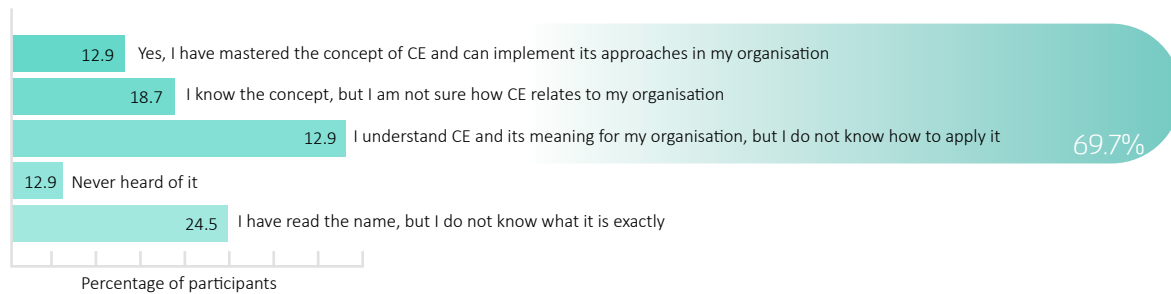 12.9 Yes, I have mastered the concept of CE and can implement its approaches in my organisation
18.7 I know the concept, but I am not sure how CE relates to my organisation
12.9 I understand CE and its meaning for my organisation, but I do not know how to apply it
69.7%
12.9 Never heard of it
24.5 I have read the name, but I do not know what it is exactly
Percentage of participants